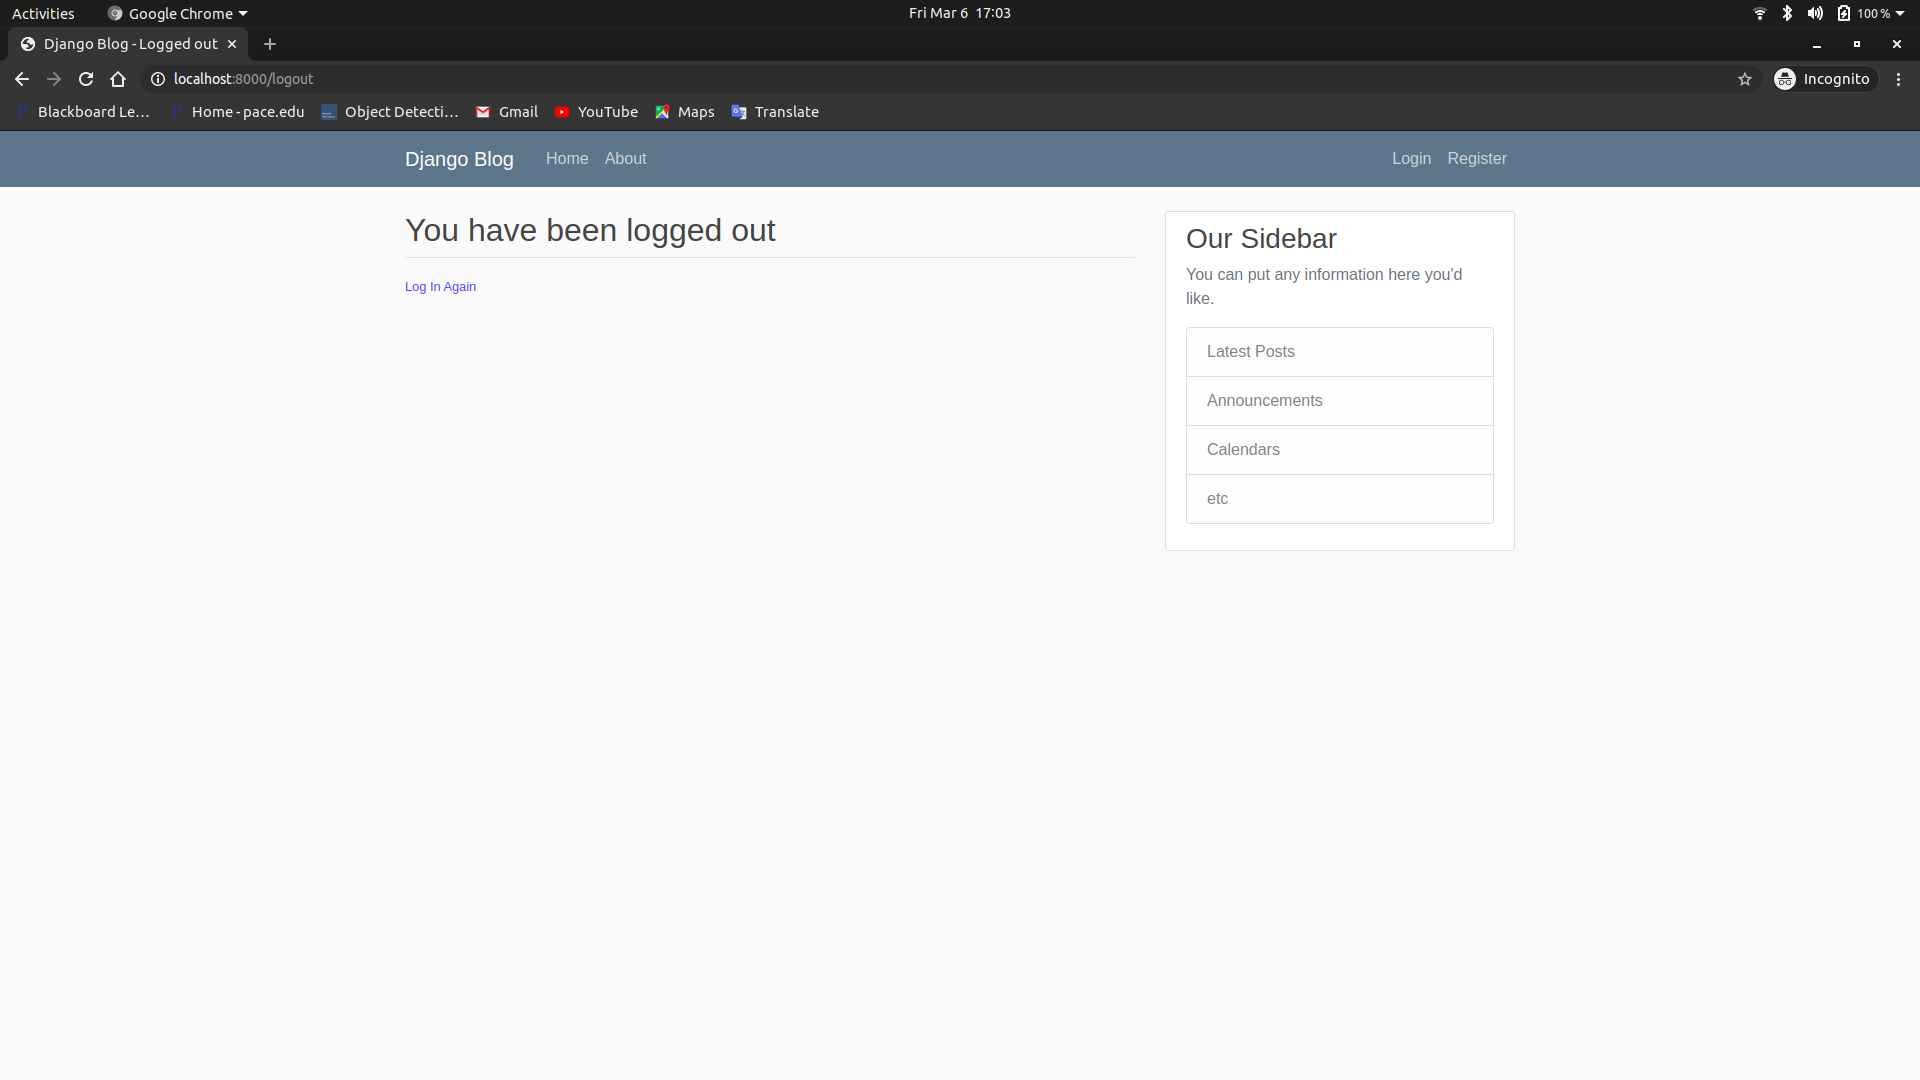 Activities
Google Chrome
Fri Mar 6 17:03
100 %
Django Blog - Logged out
localhost:8000/logout
Incognito
Blackboard Le…
Home - pace.edu
Object Detecti…
Gmail
YouTube
Maps
Translate
Django Blog
Home
About
Login
Register
You have been logged out
Log In Again
Our Sidebar
You can put any information here you'd
like.
Latest Posts
Announcements
Calendars
etc